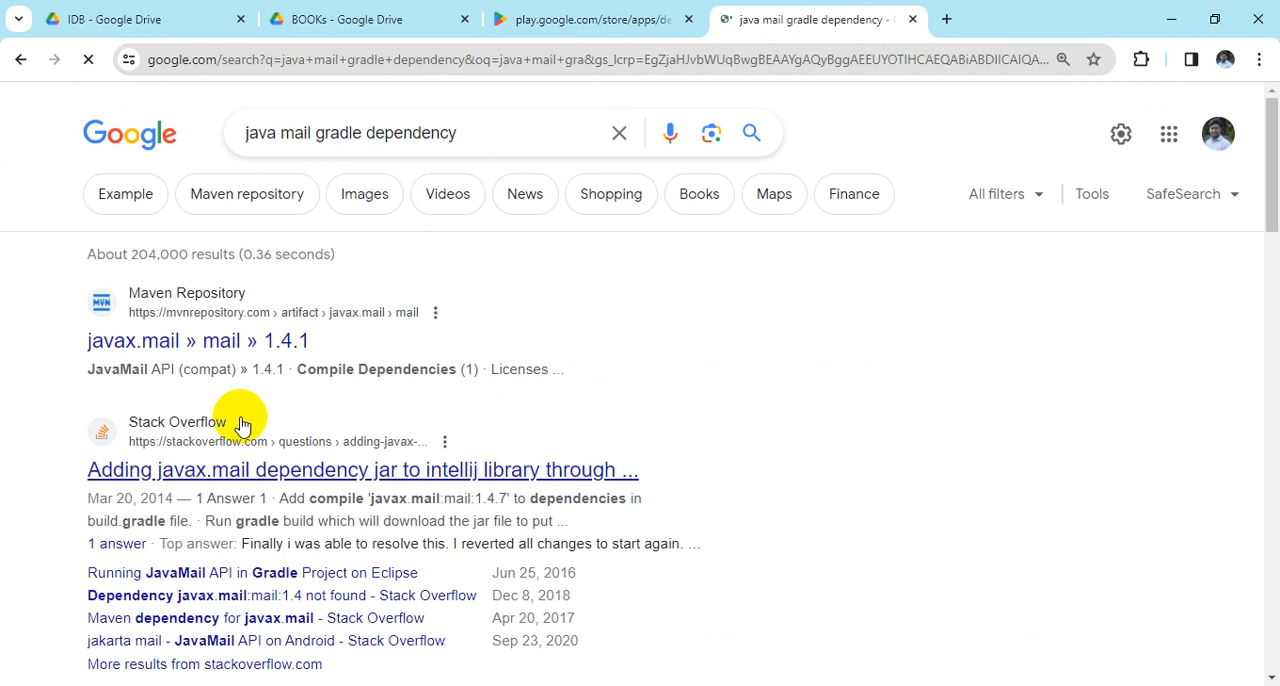 IDB - Google Drive
BOOKs - Google Drive
play.google.com/store/apps/de
java mail gradle dependency -
google.com/search?q=java+mail+gradle+dependency&oq=java+mail+gra&gs_lcrp=EgZjaHJvbWUqBwgBEAAYgAQyBggAEEUYOTIHCAEQABiABDIICAIQA...
Google
java mail gradle dependency
Example
Maven repository
Images
Videos
News
Shopping
Books
Maps
Finance
All filters
Tools
SafeSearch
About 204,000 results (0.36 seconds)
MVN
Maven Repository
https://mvnrepository.com › artifact › javax.mail › mail
javax.mail » mail » 1.4.1
JavaMail API (compat) » 1.4.1 · Compile Dependencies (1) · Licenses ...
Stack Overflow
https://stackoverflow.com › questions › adding-javax-...
Adding javax.mail dependency jar to intellij library through ...
Mar 20, 2014 — 1 Answer 1 · Add compile 'javax.mail:mail:1.4.7' to dependencies in
build.gradle file. · Run gradle build which will download the jar file to put ...
1 answer · Top answer: Finally i was able to resolve this. I reverted all changes to start again. ...
Running JavaMail API in Gradle Project on Eclipse Jun 25, 2016
Dependency javax.mail:mail:1.4 not found - Stack Overflow Dec 8, 2018
Maven dependency for javax.mail - Stack Overflow Apr 20, 2017
jakarta mail - JavaMail API on Android - Stack Overflow Sep 23, 2020
More results from stackoverflow.com